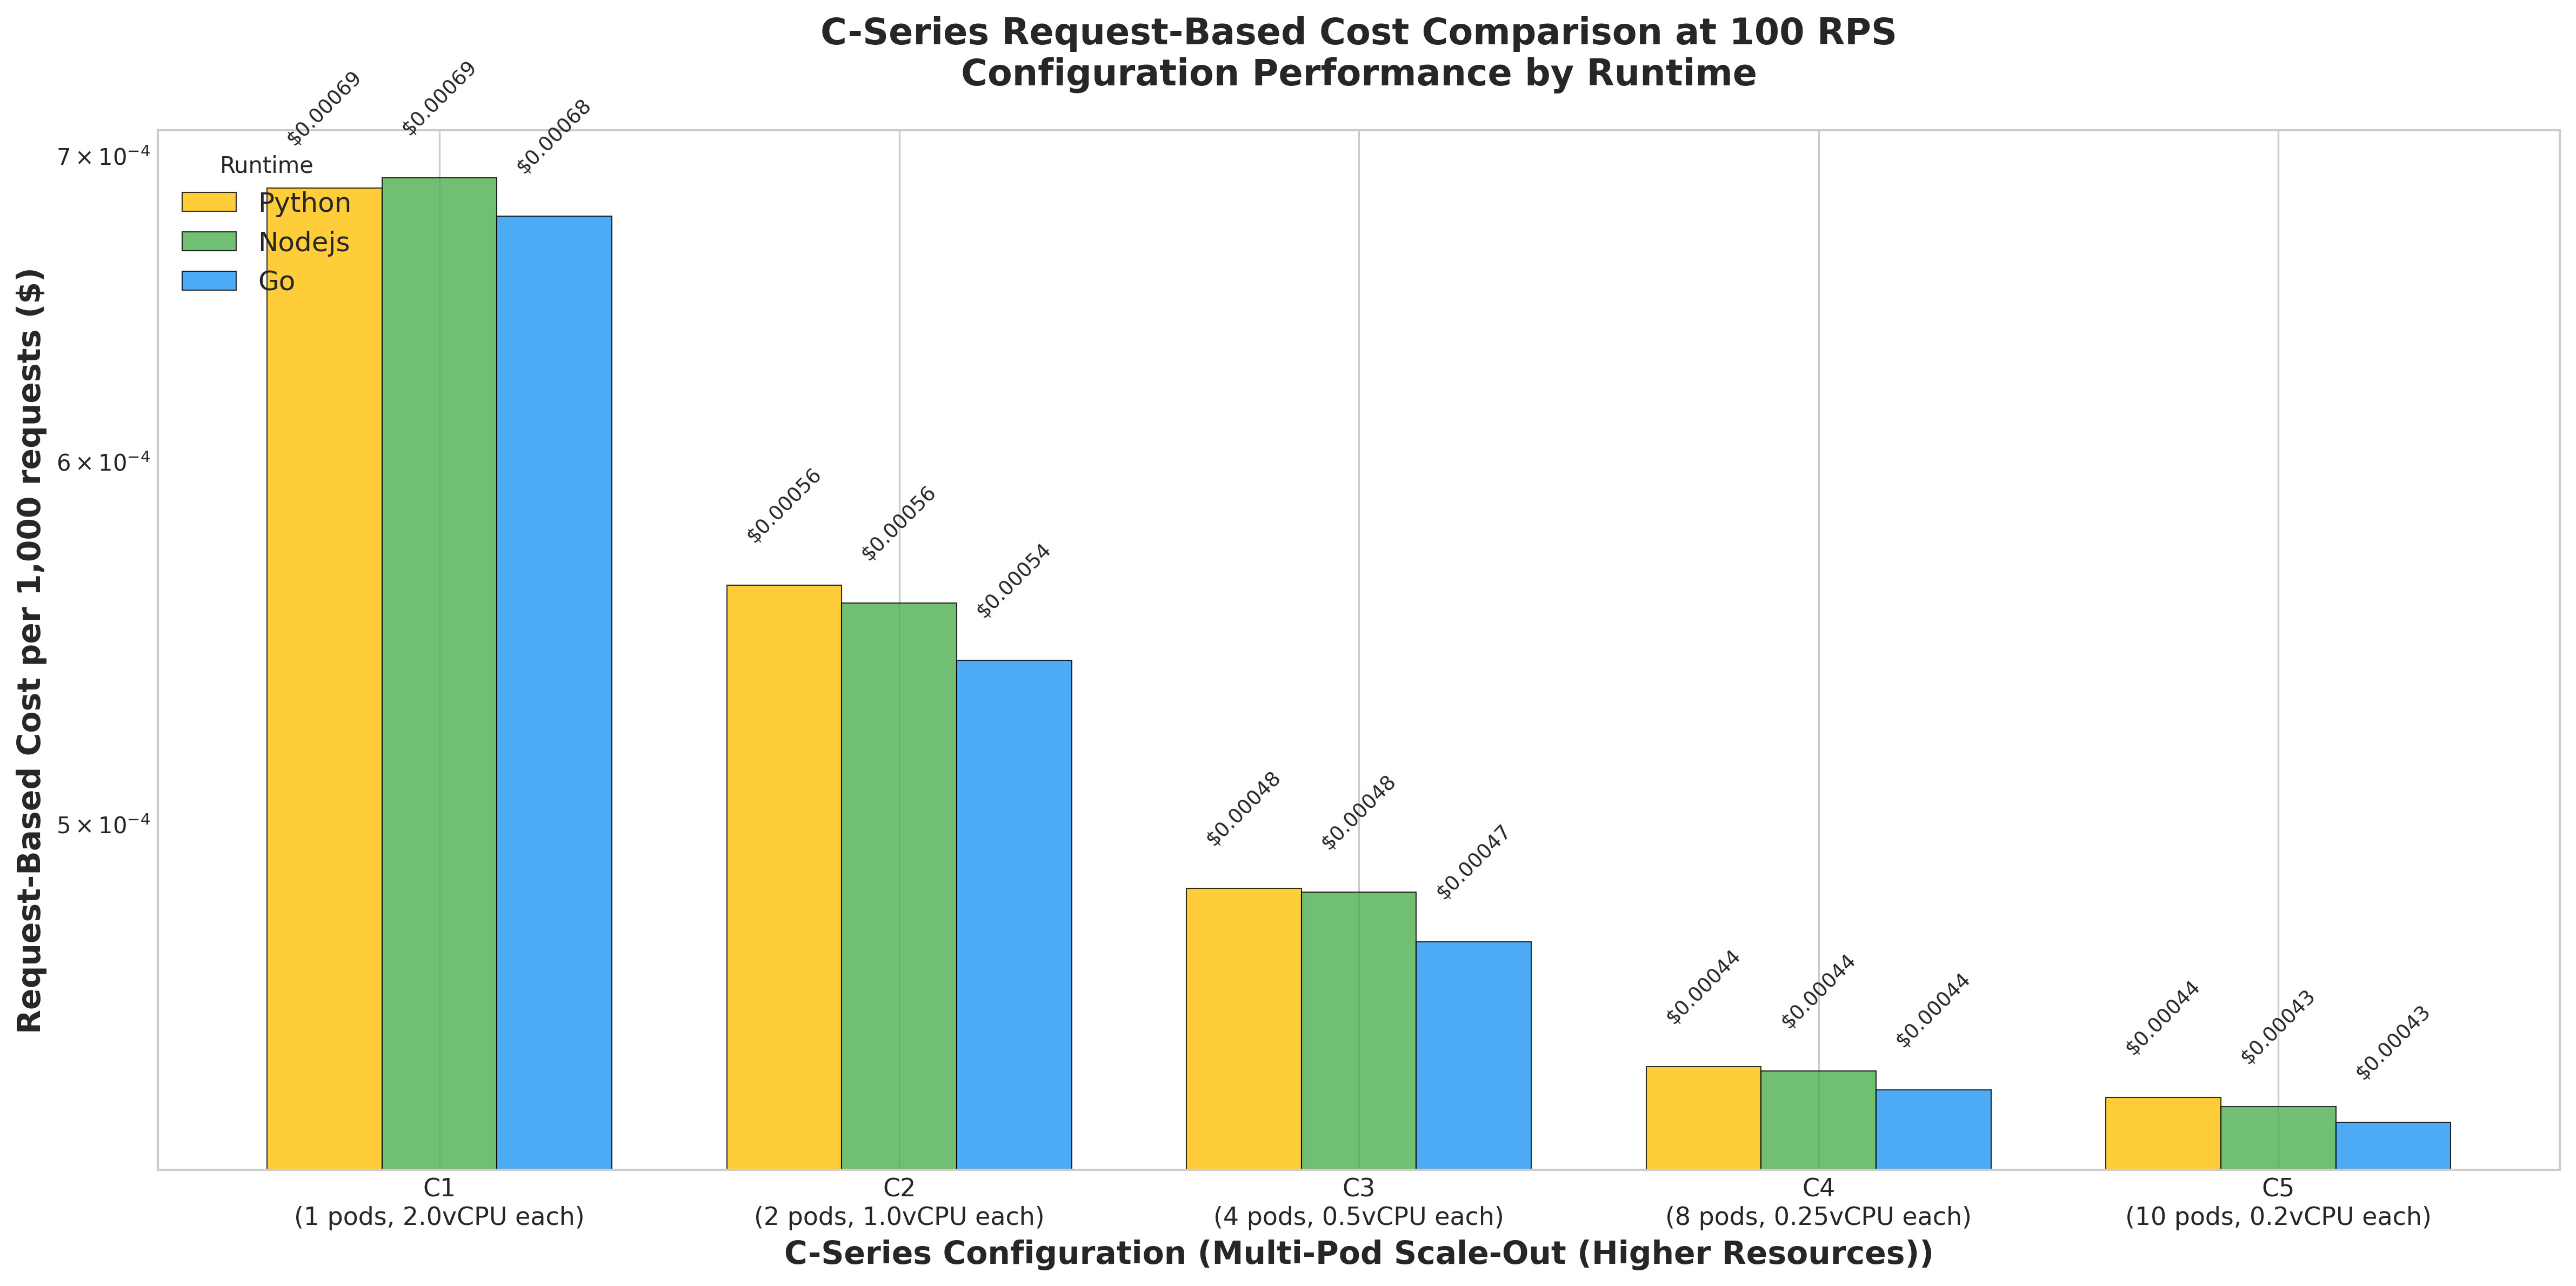 C-Series Request-Based Cost Comparison at 100 RPS
Configuration Performance by Runtime
Request-Based Cost per 1,000 requests ($)
7 × 10⁻⁴
6 × 10⁻⁴
5 × 10⁻⁴
Runtime
Python
Nodejs
Go
$0.00069
$0.00069
$0.00068
$0.00056
$0.00056
$0.00054
$0.00048
$0.00048
$0.00047
$0.00044
$0.00044
$0.00044
$0.00044
$0.00043
$0.00043
C1
(1 pods, 2.0vCPU each)
C2
(2 pods, 1.0vCPU each)
C3
(4 pods, 0.5vCPU each)
C4
(8 pods, 0.25vCPU each)
C5
(10 pods, 0.2vCPU each)
C-Series Configuration (Multi-Pod Scale-Out (Higher Resources))